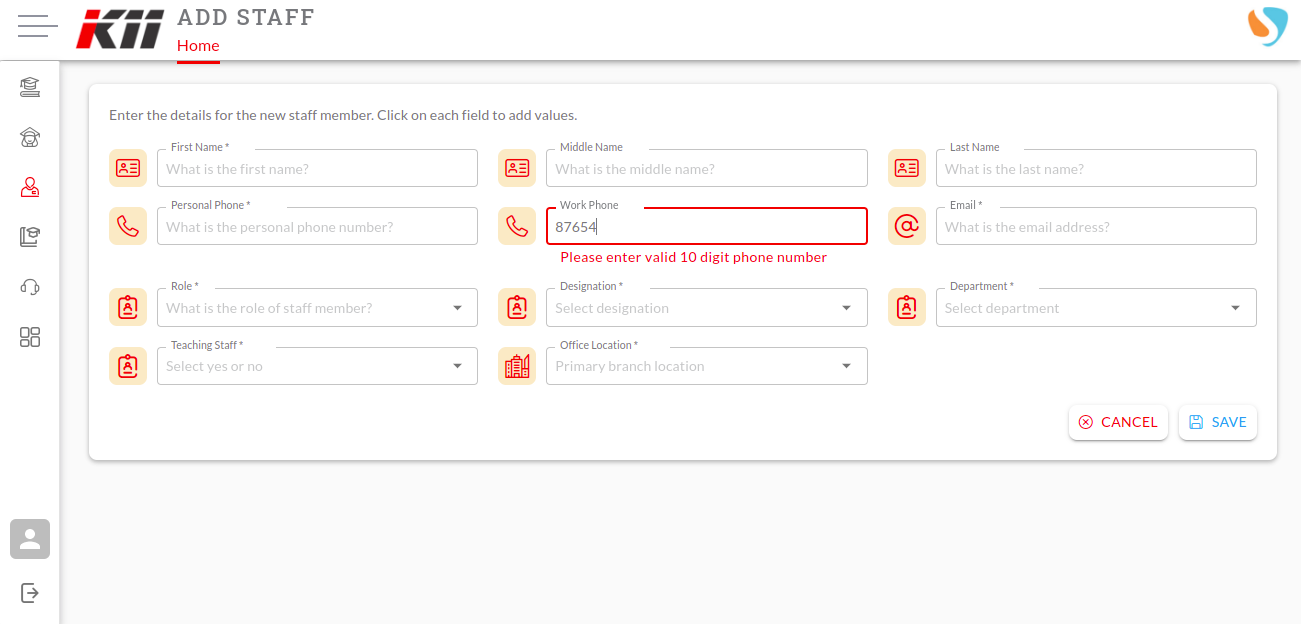 KII
ADD STAFF
Home
Enter the details for the new staff member. Click on each field to add values.
First Name *
What is the first name?
Middle Name
What is the middle name?
Last Name
What is the last name?
Personal Phone *
What is the personal phone number?
Work Phone
87654
Please enter valid 10 digit phone number
Email *
What is the email address?
Role *
What is the role of staff member?
Designation *
Select designation
Department *
Select department
Teaching Staff *
Select yes or no
Office Location *
Primary branch location
CANCEL
SAVE